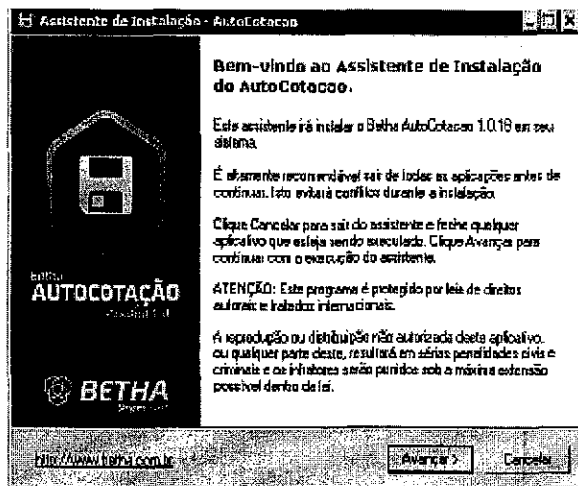 Assistente de Instalação - AutoCotacao
Bem-vindo ao Assistente de Instalação
do AutoCotacao.
Este assistente irá instalar o Betha AutoCotacao 1.0.18 em seu
sistema.
É altamente recomendável sair de todas as aplicações antes de
continuar. Isto evitará conflitos durante a instalação.
Clique Cancelar para sair do assistente e feche qualquer
aplicativo que esteja sendo executado. Clique Avançar para
continuar com a execução do assistente.
ATENÇÃO: Este programa é protegido por leis de direitos
autorais e tratados internacionais.
A reprodução ou distribuição não autorizada deste aplicativo,
ou qualquer parte deste, resultará em sérias penalidades civis e
criminais e os infratores serão punidos sob a máxima extensão
possível dentro da lei.
Betha
AUTOCOTAÇÃO
BETHA
http://www.betha.com.br
Avançar >
Cancelar